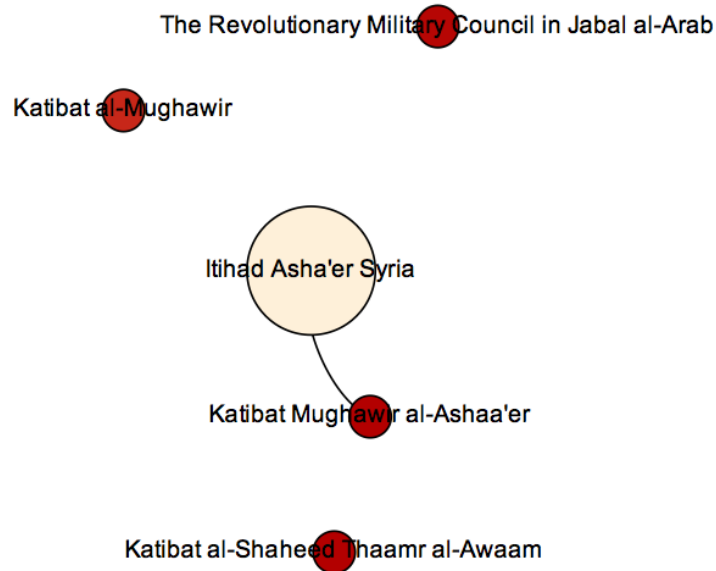 The Revolutionary Military Council in Jabal al-Arab
Katibat al-Mughawir
Itihad Asha'er Syria
Katibat Mughawir al-Ashaa'er
Katibat al-Shaheed Thaamr al-Awaam